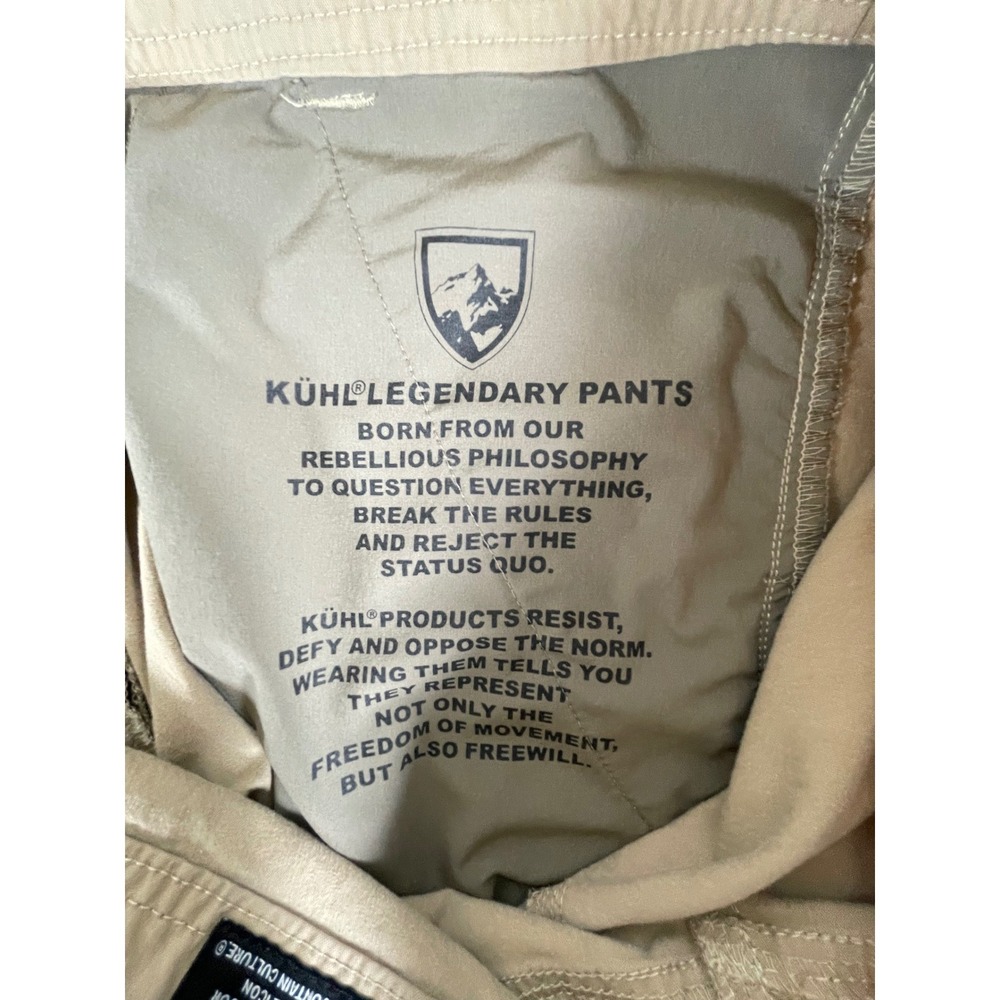 KÜHL® LEGENDARY PANTS
BORN FROM OUR
REBELLIOUS PHILOSOPHY
TO QUESTION EVERYTHING,
BREAK THE RULES
AND REJECT THE
STATUS QUO.
KÜHL® PRODUCTS RESIST,
DEFY AND OPPOSE THE NORM.
WEARING THEM TELLS YOU
THEY REPRESENT
NOT ONLY THE
FREEDOM OF MOVEMENT,
BUT ALSO FREEWILL.
ICON
CULTURE®